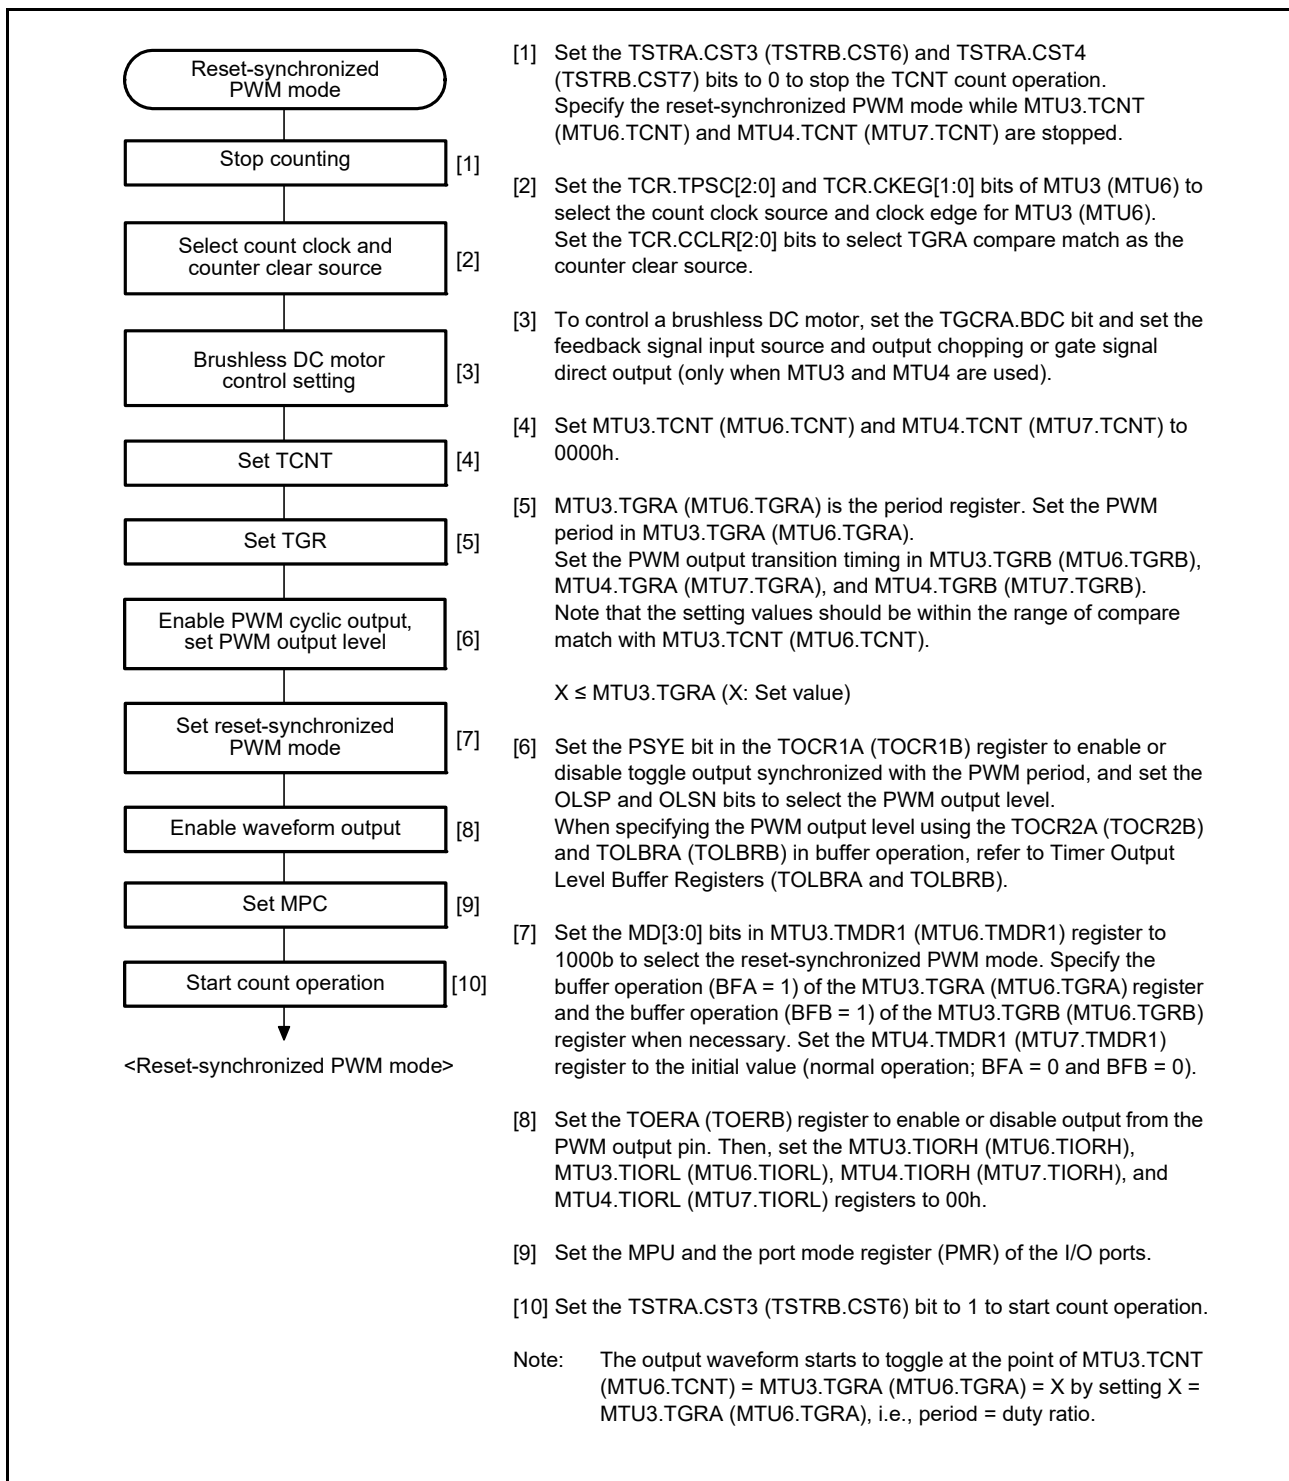 Reset-synchronized
PWM mode
Stop counting
[1]
Select count clock and
counter clear source
[2]
Brushless DC motor
control setting
[3]
Set TCNT
[4]
Set TGR
[5]
Enable PWM cyclic output,
set PWM output level
[6]
Set reset-synchronized
PWM mode
[7]
Enable waveform output
[8]
Set MPC
[9]
Start count operation
[10]
<Reset-synchronized PWM mode>
[1] Set the TSTRA.CST3 (TSTRB.CST6) and TSTRA.CST4
(TSTRB.CST7) bits to 0 to stop the TCNT count operation.
Specify the reset-synchronized PWM mode while MTU3.TCNT
(MTU6.TCNT) and MTU4.TCNT (MTU7.TCNT) are stopped.
[2] Set the TCR.TPSC[2:0] and TCR.CKEG[1:0] bits of MTU3 (MTU6) to
select the count clock source and clock edge for MTU3 (MTU6).
Set the TCR.CCLR[2:0] bits to select TGRA compare match as the
counter clear source.
[3] To control a brushless DC motor, set the TGCRA.BDC bit and set the
feedback signal input source and output chopping or gate signal
direct output (only when MTU3 and MTU4 are used).
[4] Set MTU3.TCNT (MTU6.TCNT) and MTU4.TCNT (MTU7.TCNT) to
0000h.
[5] MTU3.TGRA (MTU6.TGRA) is the period register. Set the PWM
period in MTU3.TGRA (MTU6.TGRA).
Set the PWM output transition timing in MTU3.TGRB (MTU6.TGRB),
MTU4.TGRA (MTU7.TGRA), and MTU4.TGRB (MTU7.TGRB).
Note that the setting values should be within the range of compare
match with MTU3.TCNT (MTU6.TCNT).
X ≤ MTU3.TGRA (X: Set value)
[6] Set the PSYE bit in the TOCR1A (TOCR1B) register to enable or
disable toggle output synchronized with the PWM period, and set the
OLSP and OLSN bits to select the PWM output level.
When specifying the PWM output level using the TOCR2A (TOCR2B)
and TOLBRA (TOLBRB) in buffer operation, refer to Timer Output
Level Buffer Registers (TOLBRA and TOLBRB).
[7] Set the MD[3:0] bits in MTU3.TMDR1 (MTU6.TMDR1) register to
1000b to select the reset-synchronized PWM mode. Specify the
buffer operation (BFA = 1) of the MTU3.TGRA (MTU6.TGRA) register
and the buffer operation (BFB = 1) of the MTU3.TGRB (MTU6.TGRB)
register when necessary. Set the MTU4.TMDR1 (MTU7.TMDR1)
register to the initial value (normal operation; BFA = 0 and BFB = 0).
[8] Set the TOERA (TOERB) register to enable or disable output from the
PWM output pin. Then, set the MTU3.TIORH (MTU6.TIORH),
MTU3.TIORL (MTU6.TIORL), MTU4.TIORH (MTU7.TIORH), and
MTU4.TIORL (MTU7.TIORL) registers to 00h.
[9] Set the MPU and the port mode register (PMR) of the I/O ports.
[10] Set the TSTRA.CST3 (TSTRB.CST6) bit to 1 to start count operation.
Note: The output waveform starts to toggle at the point of MTU3.TCNT
(MTU6.TCNT) = MTU3.TGRA (MTU6.TGRA) = X by setting X =
MTU3.TGRA (MTU6.TGRA), i.e., period = duty ratio.